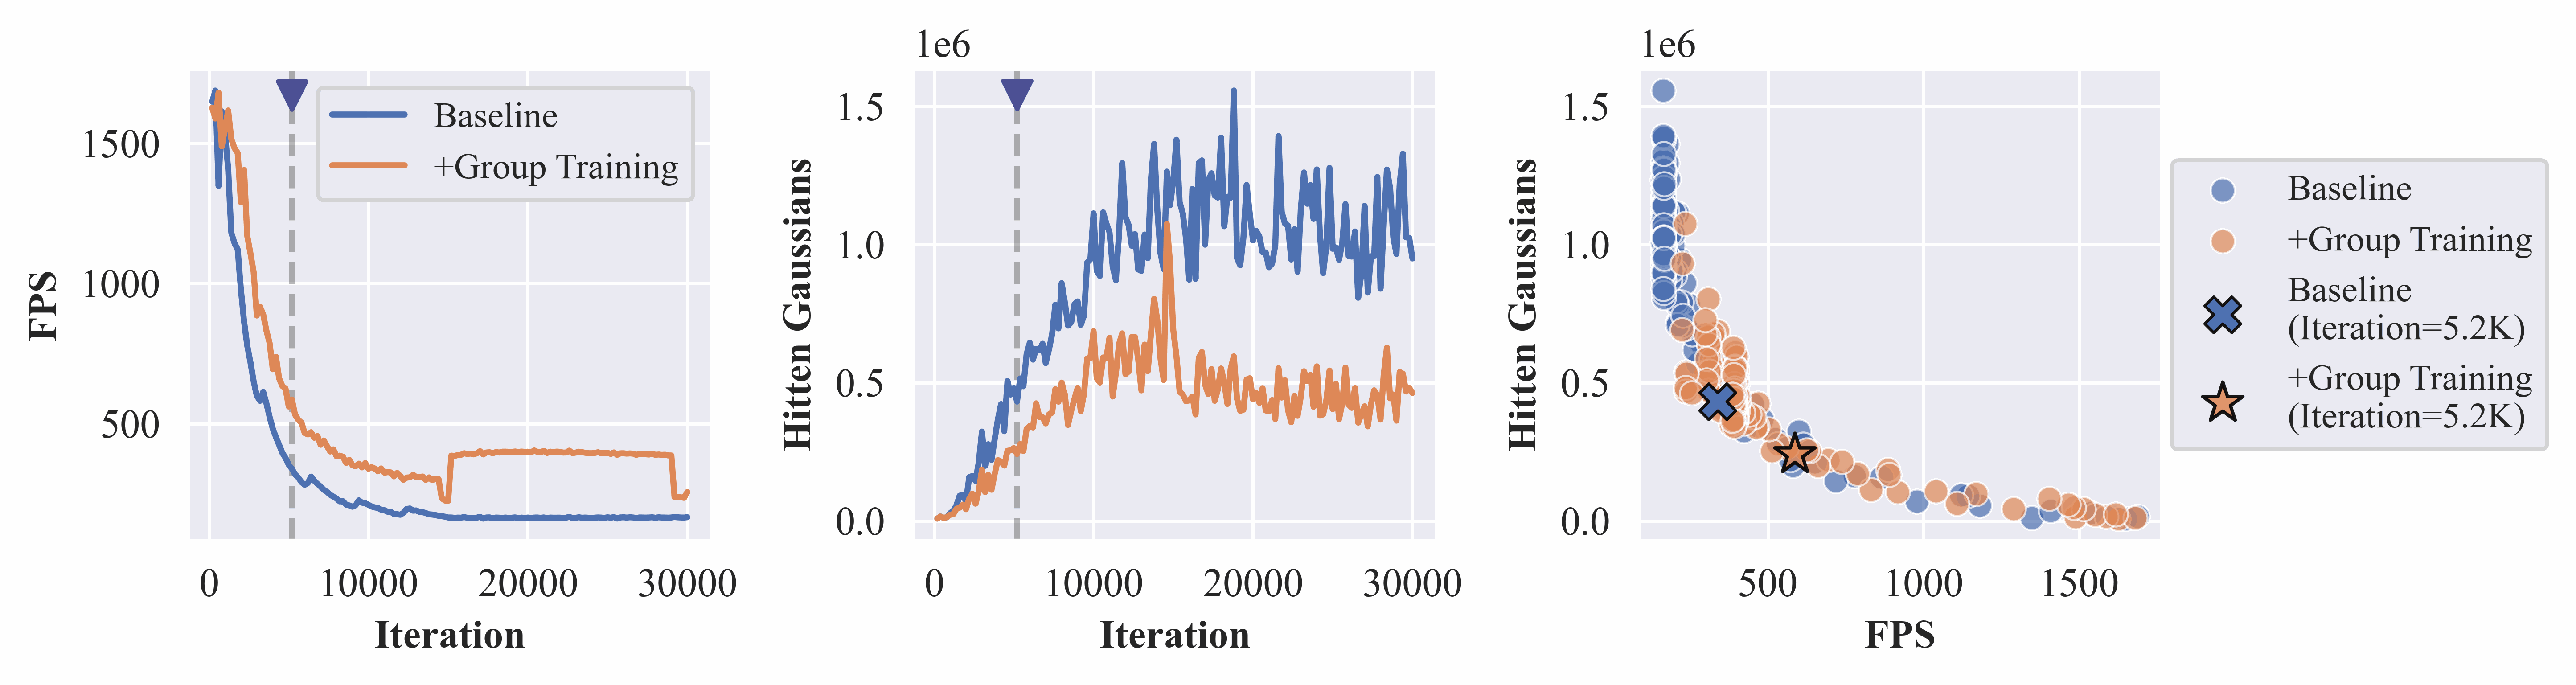 1500
1000
500
FPS
0
10000
20000
30000
Iteration
Baseline
+Group Training
1e6
1.5
1.0
0.5
0.0
Hitten Gaussians
0
10000
20000
30000
Iteration
1e6
1.5
1.0
0.5
0.0
Hitten Gaussians
500
1000
1500
FPS
Baseline
+Group Training
Baseline
(Iteration=5.2K)
+Group Training
(Iteration=5.2K)